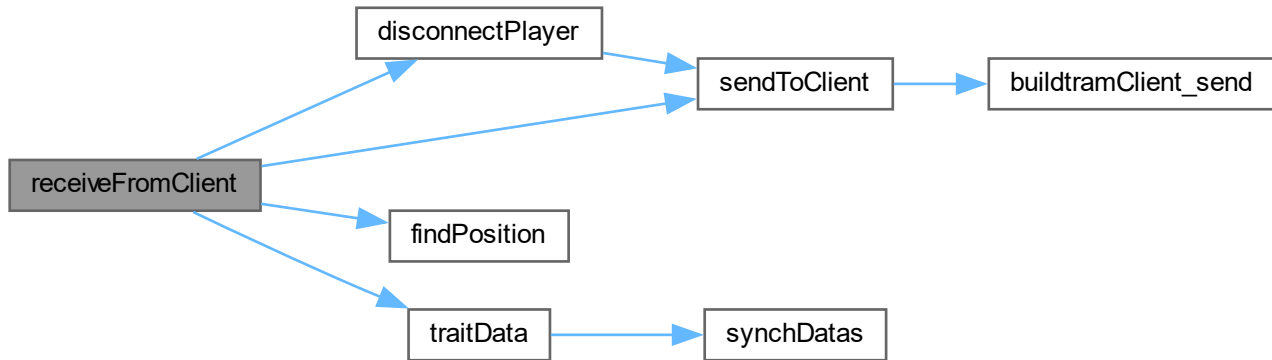 disconnectPlayer
sendToClient
buildtramClient_send
receiveFromClient
findPosition
traitData
synchDatas